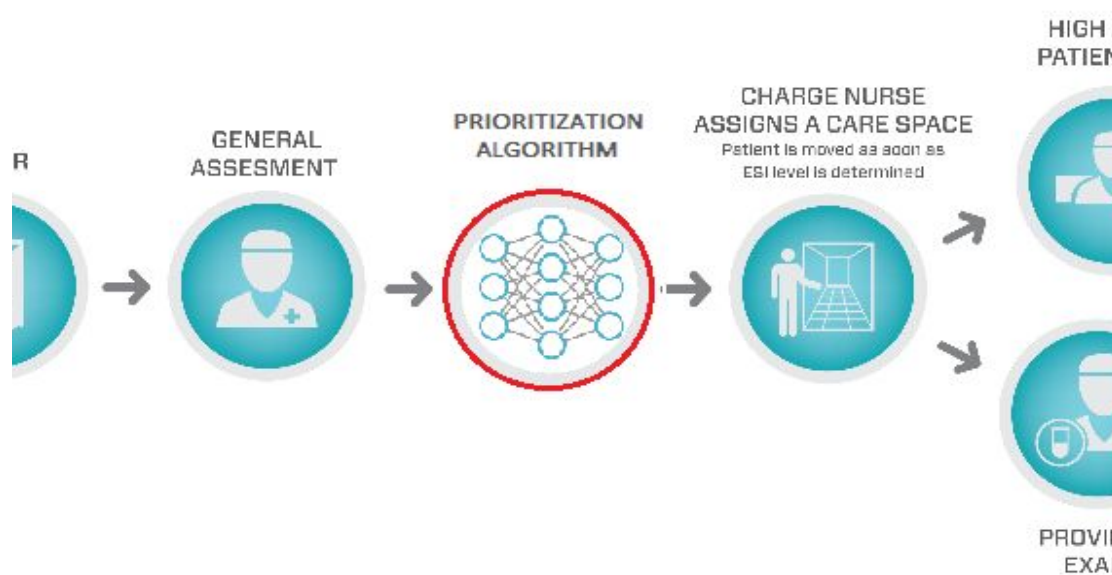 R
GENERAL
ASSESMENT
PRIORITIZATION
ALGORITHM
CHARGE NURSE
ASSIGNS A CARE SPACE
Patient is moved as soon as
ESI level is determined
HIGH
PATIEN
PROVI
EXA